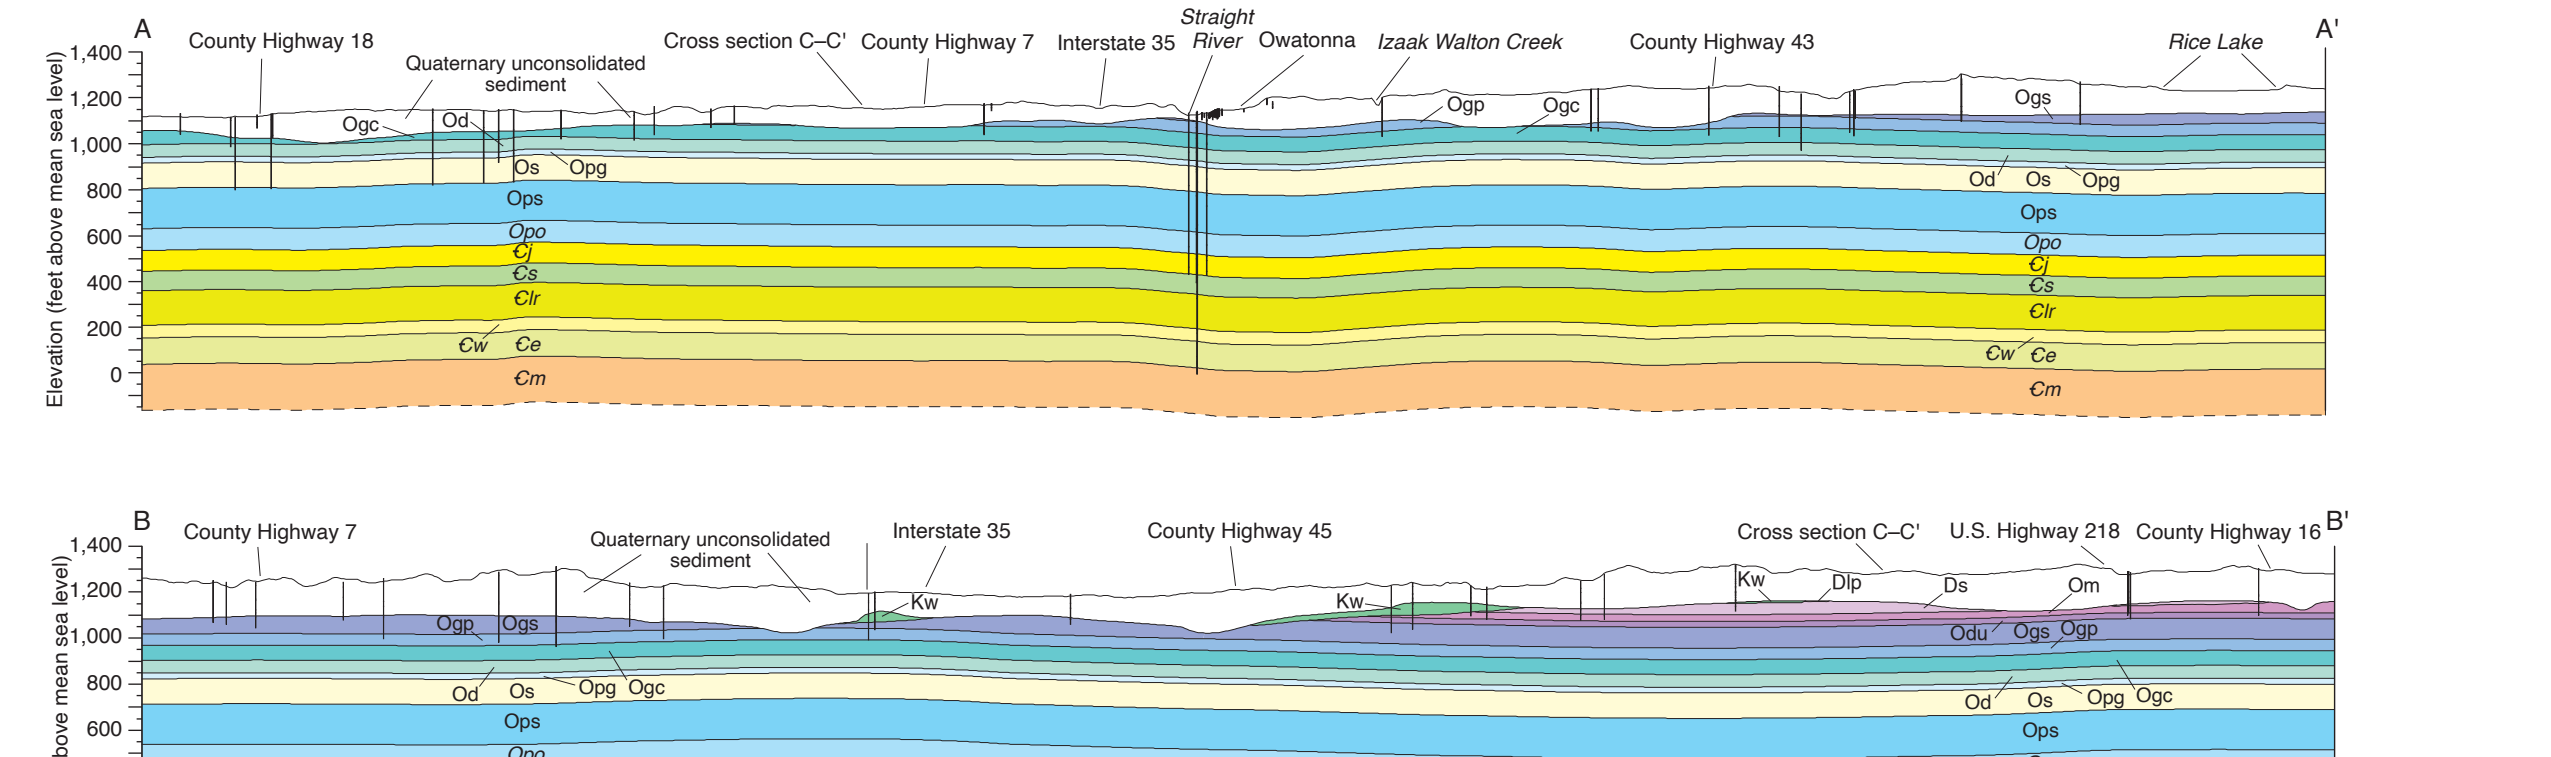 A
A'
Straight
River
County Highway 18
Cross section C–C'
County Highway 7
Interstate 35
Owatonna
Izaak Walton Creek
County Highway 43
Rice Lake
Quaternary unconsolidated
sediment
Elevation (feet above mean sea level)
1,400
1,200
1,000
800
600
400
200
0
Ogc
Od
Ogp
Ogc
Ogs
Os
Opg
Od
Os
Opg
Ops
Ops
Opo
Opo
Ꞓj
Ꞓj
Ꞓs
Ꞓs
Ꞓlr
Ꞓlr
Ꞓw
Ꞓe
Ꞓw
Ꞓe
Ꞓm
Ꞓm
B
B'
County Highway 7
Quaternary unconsolidated
sediment
Interstate 35
County Highway 45
Cross section C–C'
U.S. Highway 218
County Highway 16
bove mean sea level)
1,400
1,200
1,000
800
600
Kw
Kw
Kw
Dlp
Ds
Om
Ogp
Ogs
Odu
Ogs
Ogp
Od
Os
Opg
Ogc
Od
Os
Opg
Ogc
Ops
Ops
Opo